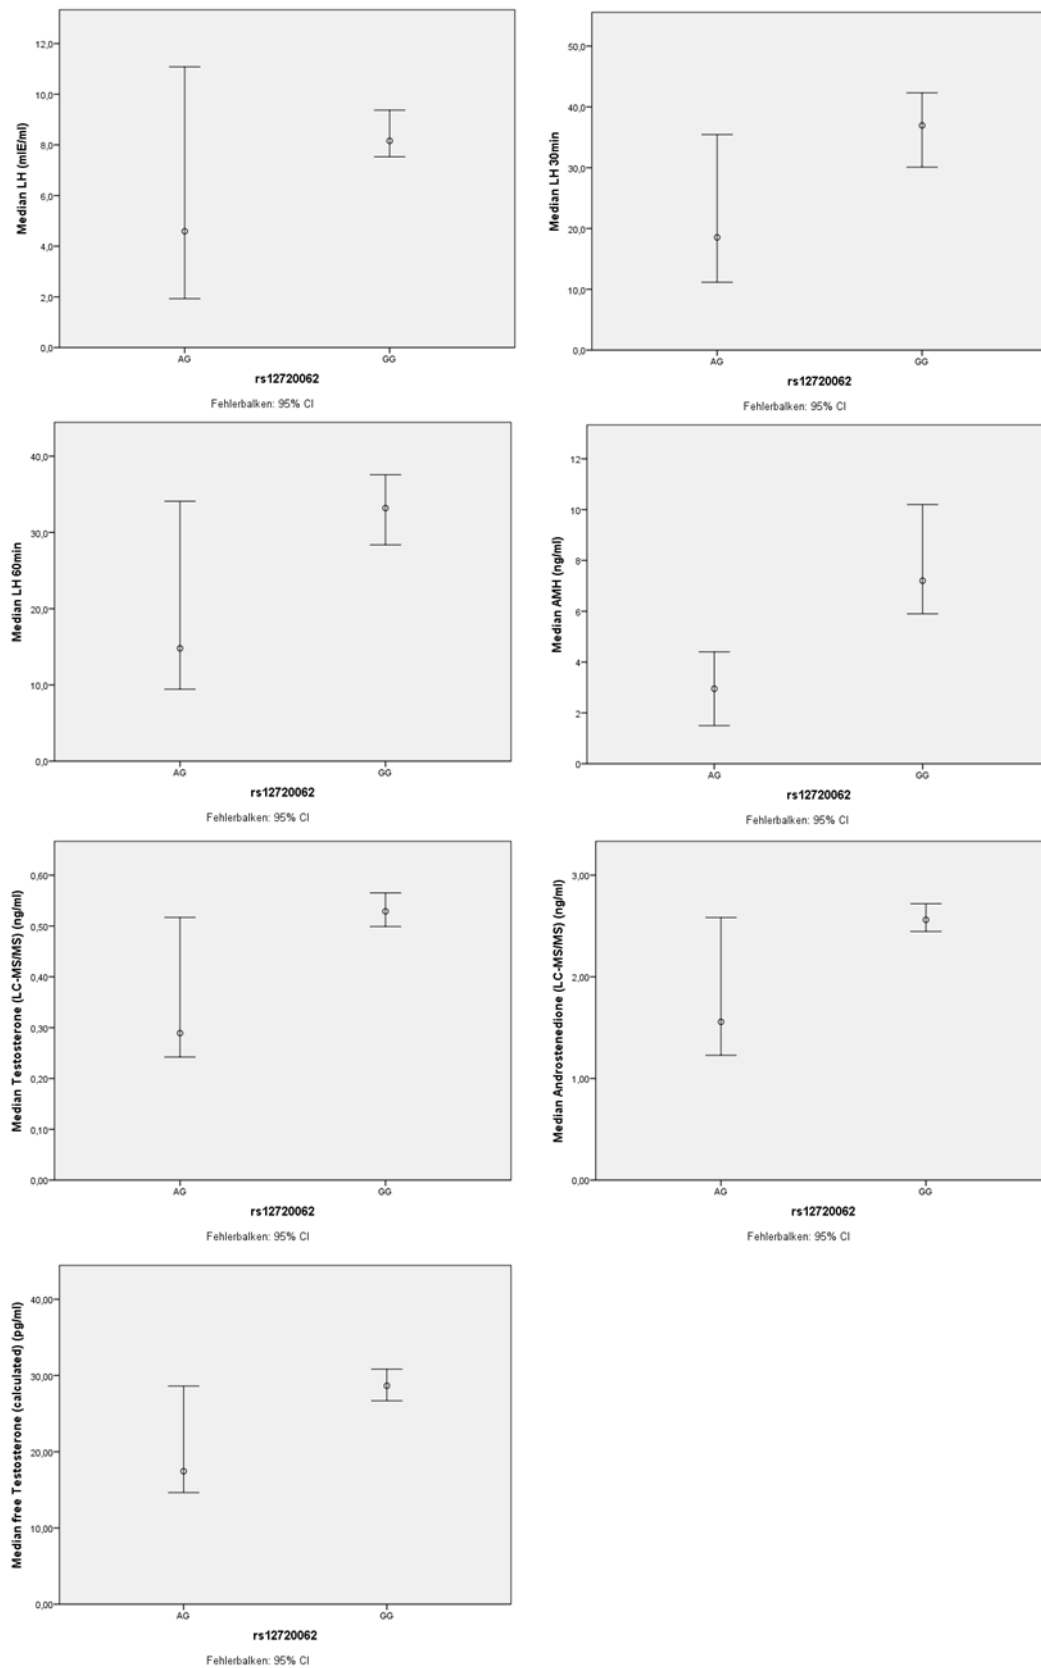 Median LH (mIE/ml)
12,0
10,0
8,0
6,0
4,0
2,0
0,0
AG GG
rs12720062
Fehlerbalken: 95% CI
Median LH 30min
50,0
40,0
30,0
20,0
10,0
0,0
AG GG
rs12720062
Fehlerbalken: 95% CI
Median LH 60min
40,0
30,0
20,0
10,0
0,0
AG GG
rs12720062
Fehlerbalken: 95% CI
Median AMH (ng/ml)
12
10
8
6
4
2
0
AG GG
rs12720062
Fehlerbalken: 95% CI
Median Testosterone (LC-MS/MS) (ng/ml)
0,60
0,50
0,40
0,30
0,20
0,10
0,00
AG GG
rs12720062
Fehlerbalken: 95% CI
Median Androstenedione (LC-MS/MS) (ng/ml)
3,00
2,00
1,00
0,00
AG GG
rs12720062
Fehlerbalken: 95% CI
Median free Testosterone (calculated) (pg/ml)
40,00
30,00
20,00
10,00
0,00
AG GG
rs12720062
Fehlerbalken: 95% CI